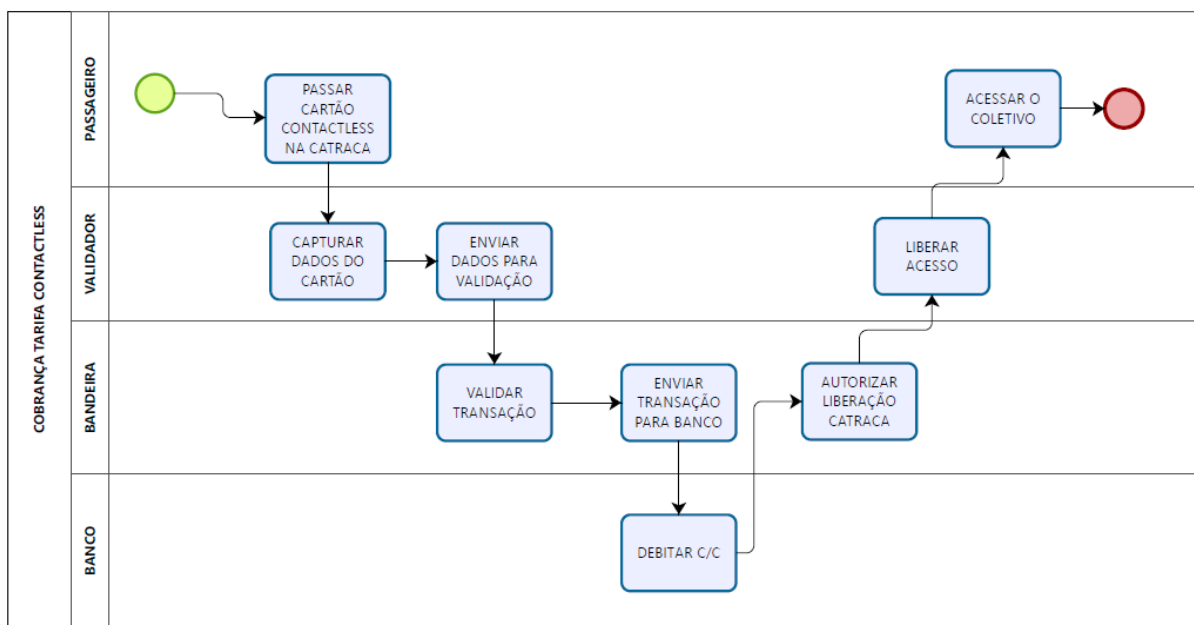 COBRANÇA TARIFA CONTACTLESS
PASSAGEIRO
PASSAR
CARTÃO
CONTACTLESS
NA CATRACA
ACESSAR O
COLETIVO
VALIDADOR
CAPTURAR
DADOS DO
CARTÃO
ENVIAR
DADOS PARA
VALIDAÇÃO
LIBERAR
ACESSO
BANDEIRA
VALIDAR
TRANSAÇÃO
ENVIAR
TRANSAÇÃO
PARA BANCO
AUTORIZAR
LIBERAÇÃO
CATRACA
BANCO
DEBITAR C/C